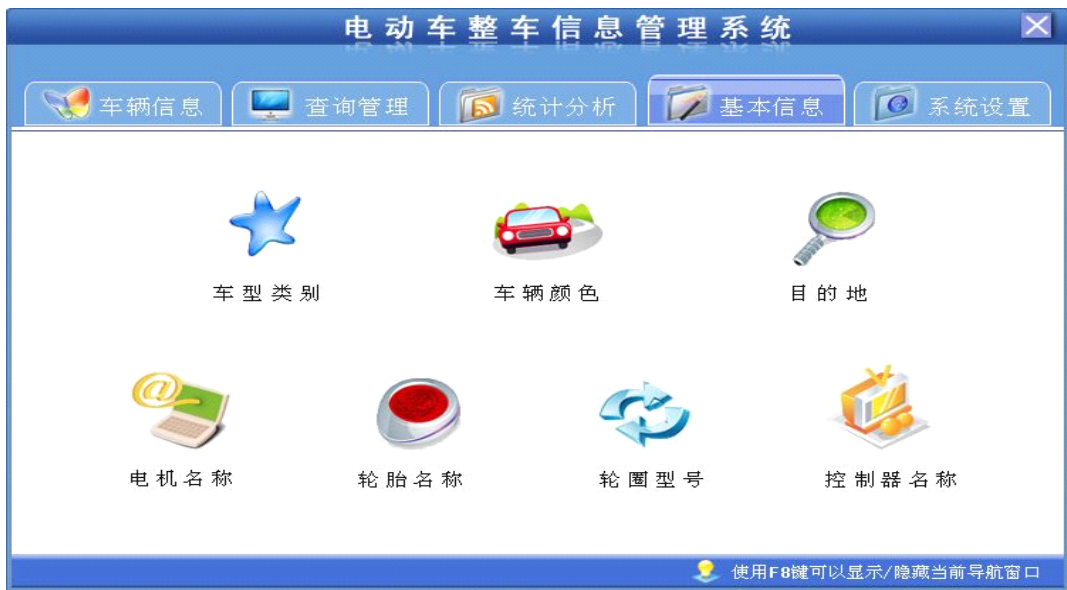 电动车整车信息管理系统
车辆信息 查询管理 统计分析 基本信息 系统设置
车型类别 车辆颜色 目的地
电机名称 轮胎名称 轮圈型号 控制器名称
使用F8键可以显示/隐藏当前导航窗口